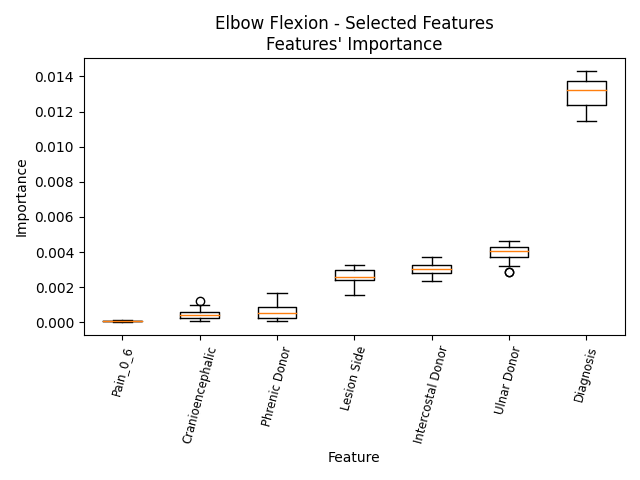 Elbow Flexion - Selected Features
Features' Importance
Importance
0.014
0.012
0.010
0.008
0.006
0.004
0.002
0.000
Pain_0_6
Cranioencephalic
Phrenic Donor
Lesion Side
Intercostal Donor
Ulnar Donor
Diagnosis
Feature